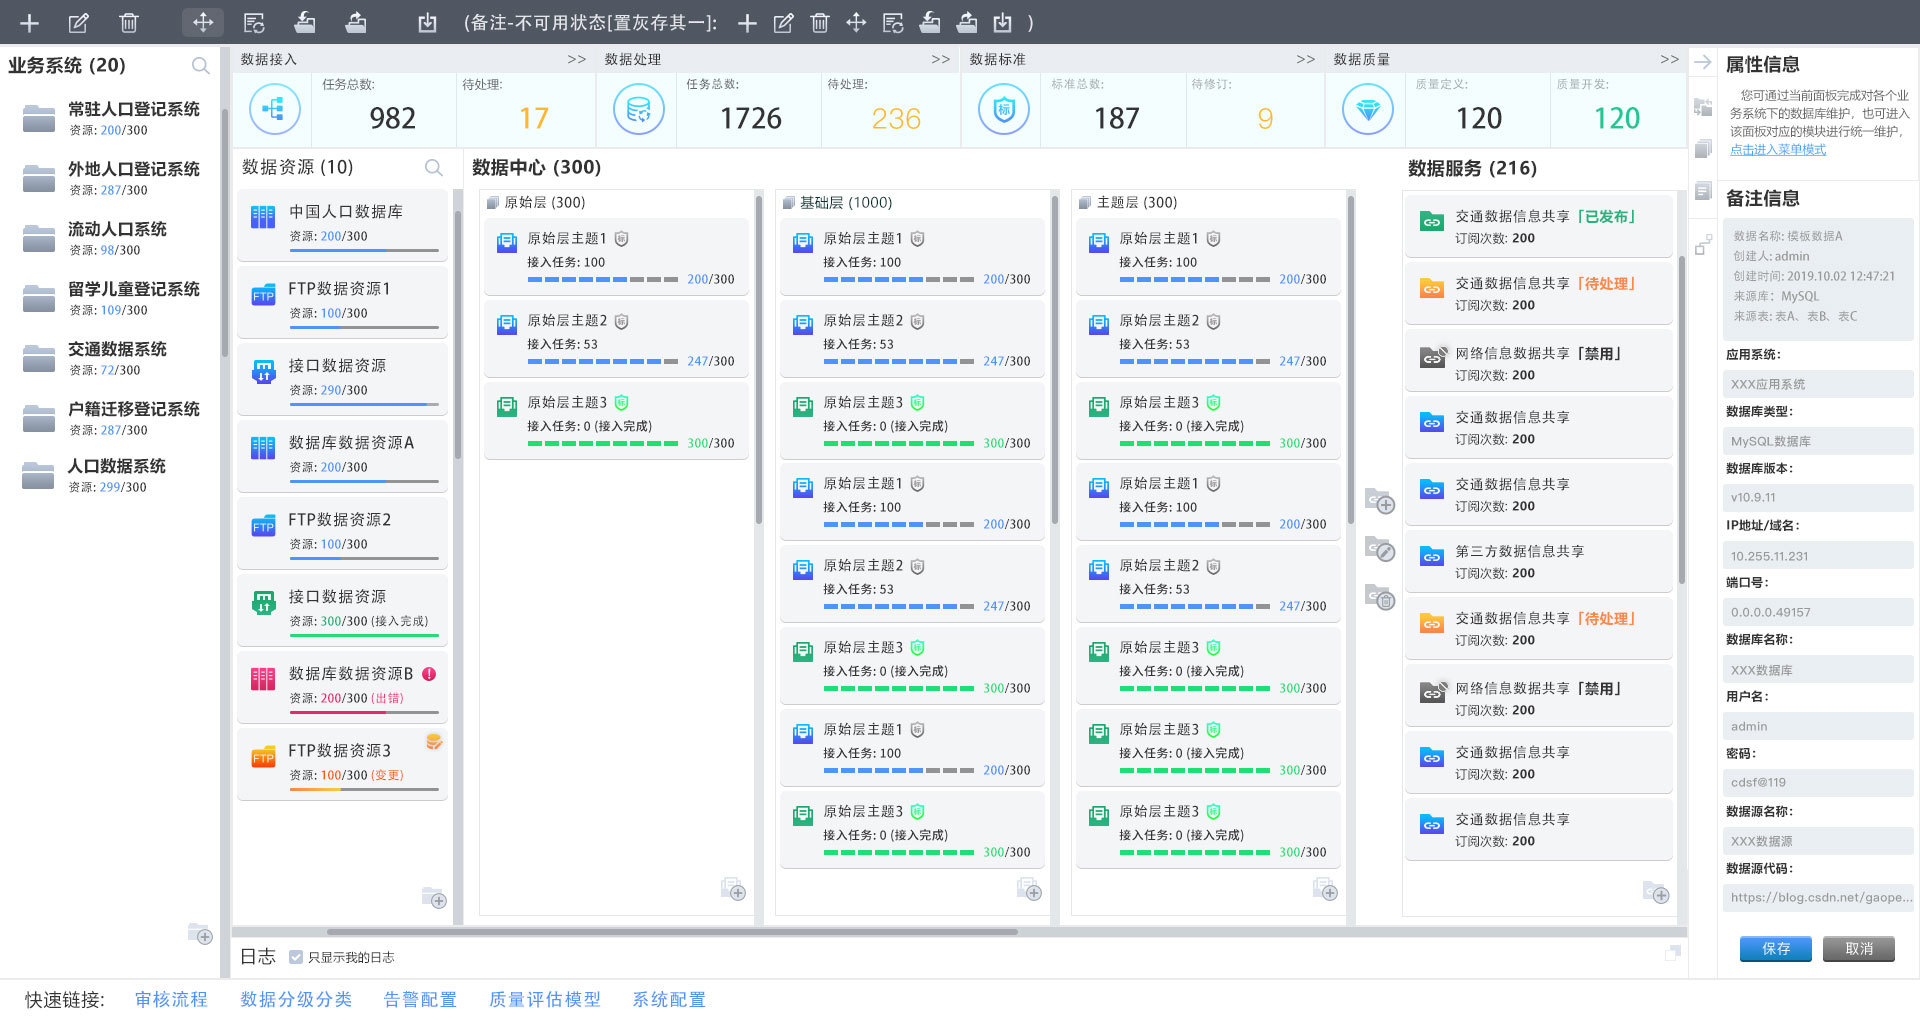 (备注-不可用状态[置灰存其一]:
)
业务系统 (20)
常驻人口登记系统
资源: 200/300
外地人口登记系统
资源: 287/300
流动人口系统
资源: 98/300
留学儿童登记系统
资源: 109/300
交通数据系统
资源: 72/300
户籍迁移登记系统
资源: 287/300
人口数据系统
资源: 299/300
数据接入 >>
任务总数:
982
待处理:
17
数据处理 >>
任务总数:
1726
待处理:
236
数据标准 >>
标
标准总数:
187
待修订:
9
数据质量 >>
质量定义:
120
质量开发:
120
数据资源 (10)
中国人口数据库
资源: 200/300
FTP
FTP数据资源1
资源: 100/300
接口数据资源
资源: 290/300
数据库数据资源A
资源: 200/300
FTP
FTP数据资源2
资源: 100/300
接口数据资源
资源: 300/300 (接入完成)
数据库数据资源B
资源: 200/300 (出错)
FTP
FTP数据资源3
资源: 100/300 (变更)
数据中心 (300)
原始层 (300)
原始层主题1 标
接入任务: 100
200/300
原始层主题2 标
接入任务: 53
247/300
原始层主题3 标
接入任务: 0 (接入完成)
300/300
基础层 (1000)
原始层主题1 标
接入任务: 100
200/300
原始层主题2 标
接入任务: 53
247/300
原始层主题3 标
接入任务: 0 (接入完成)
300/300
原始层主题1 标
接入任务: 100
200/300
原始层主题2 标
接入任务: 53
247/300
原始层主题3 标
接入任务: 0 (接入完成)
300/300
原始层主题1 标
接入任务: 100
200/300
原始层主题3 标
接入任务: 0 (接入完成)
300/300
主题层 (300)
原始层主题1 标
接入任务: 100
200/300
原始层主题2 标
接入任务: 53
247/300
原始层主题3 标
接入任务: 0 (接入完成)
300/300
原始层主题1 标
接入任务: 100
200/300
原始层主题2 标
接入任务: 53
247/300
原始层主题3 标
接入任务: 0 (接入完成)
300/300
原始层主题3 标
接入任务: 0 (接入完成)
300/300
原始层主题3 标
接入任务: 0 (接入完成)
300/300
数据服务 (216)
交通数据信息共享「已发布」
订阅次数: 200
交通数据信息共享「待处理」
订阅次数: 200
网络信息数据共享「禁用」
订阅次数: 200
交通数据信息共享
订阅次数: 200
交通数据信息共享
订阅次数: 200
第三方数据信息共享
订阅次数: 200
交通数据信息共享「待处理」
订阅次数: 200
网络信息数据共享「禁用」
订阅次数: 200
交通数据信息共享
订阅次数: 200
交通数据信息共享
订阅次数: 200
属性信息
您可通过当前面板完成对各个业
务系统下的数据库维护，也可进入
该面板对应的模块进行统一维护，
点击进入菜单模式
备注信息
数据名称: 模板数据A
创建人: admin
创建时间: 2019.10.02 12:47:21
来源库: MySQL
来源表: 表A、表B、表C
应用系统:
XXX应用系统
数据库类型:
MySQL数据库
数据库版本:
v10.9.11
IP地址/域名:
10.255.11.231
端口号:
0.0.0.0.49157
数据库名称:
XXX数据库
用户名:
admin
密码:
cdsf@119
数据源名称:
XXX数据源
数据源代码:
https://blog.csdn.net/gaope...
保存 取消
日志 只显示我的日志
快速链接: 审核流程 数据分级分类 告警配置 质量评估模型 系统配置